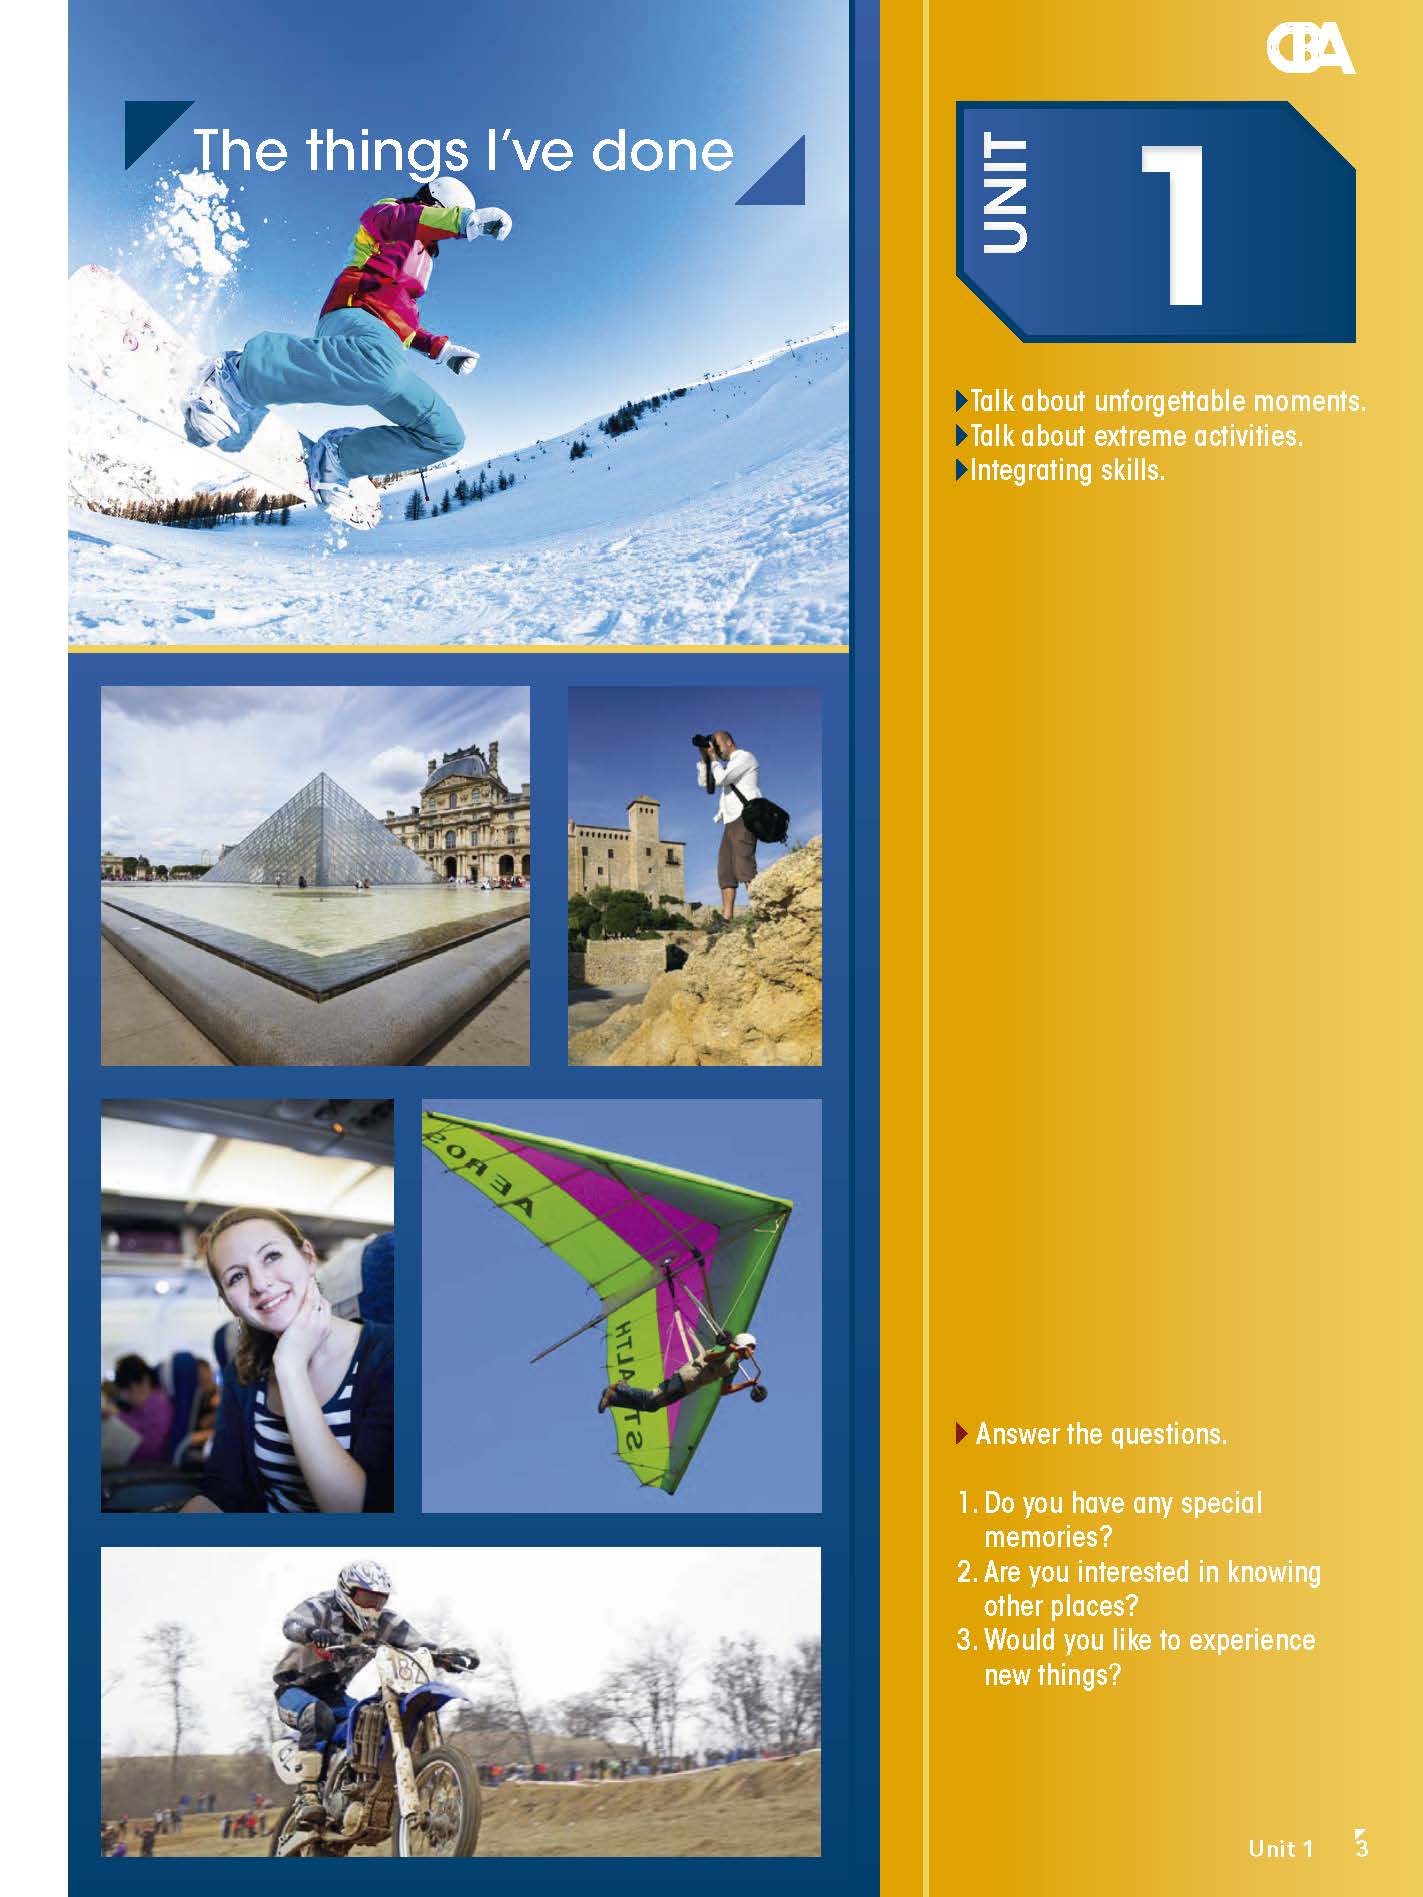 The things I've done
CBA
UNIT
1
Talk about unforgettable moments.
Talk about extreme activities.
Integrating skills.
AEROS
STEALTH
187
Answer the questions.
1. Do you have any special
memories?
2. Are you interested in knowing
other places?
3. Would you like to experience
new things?
Unit 1 3